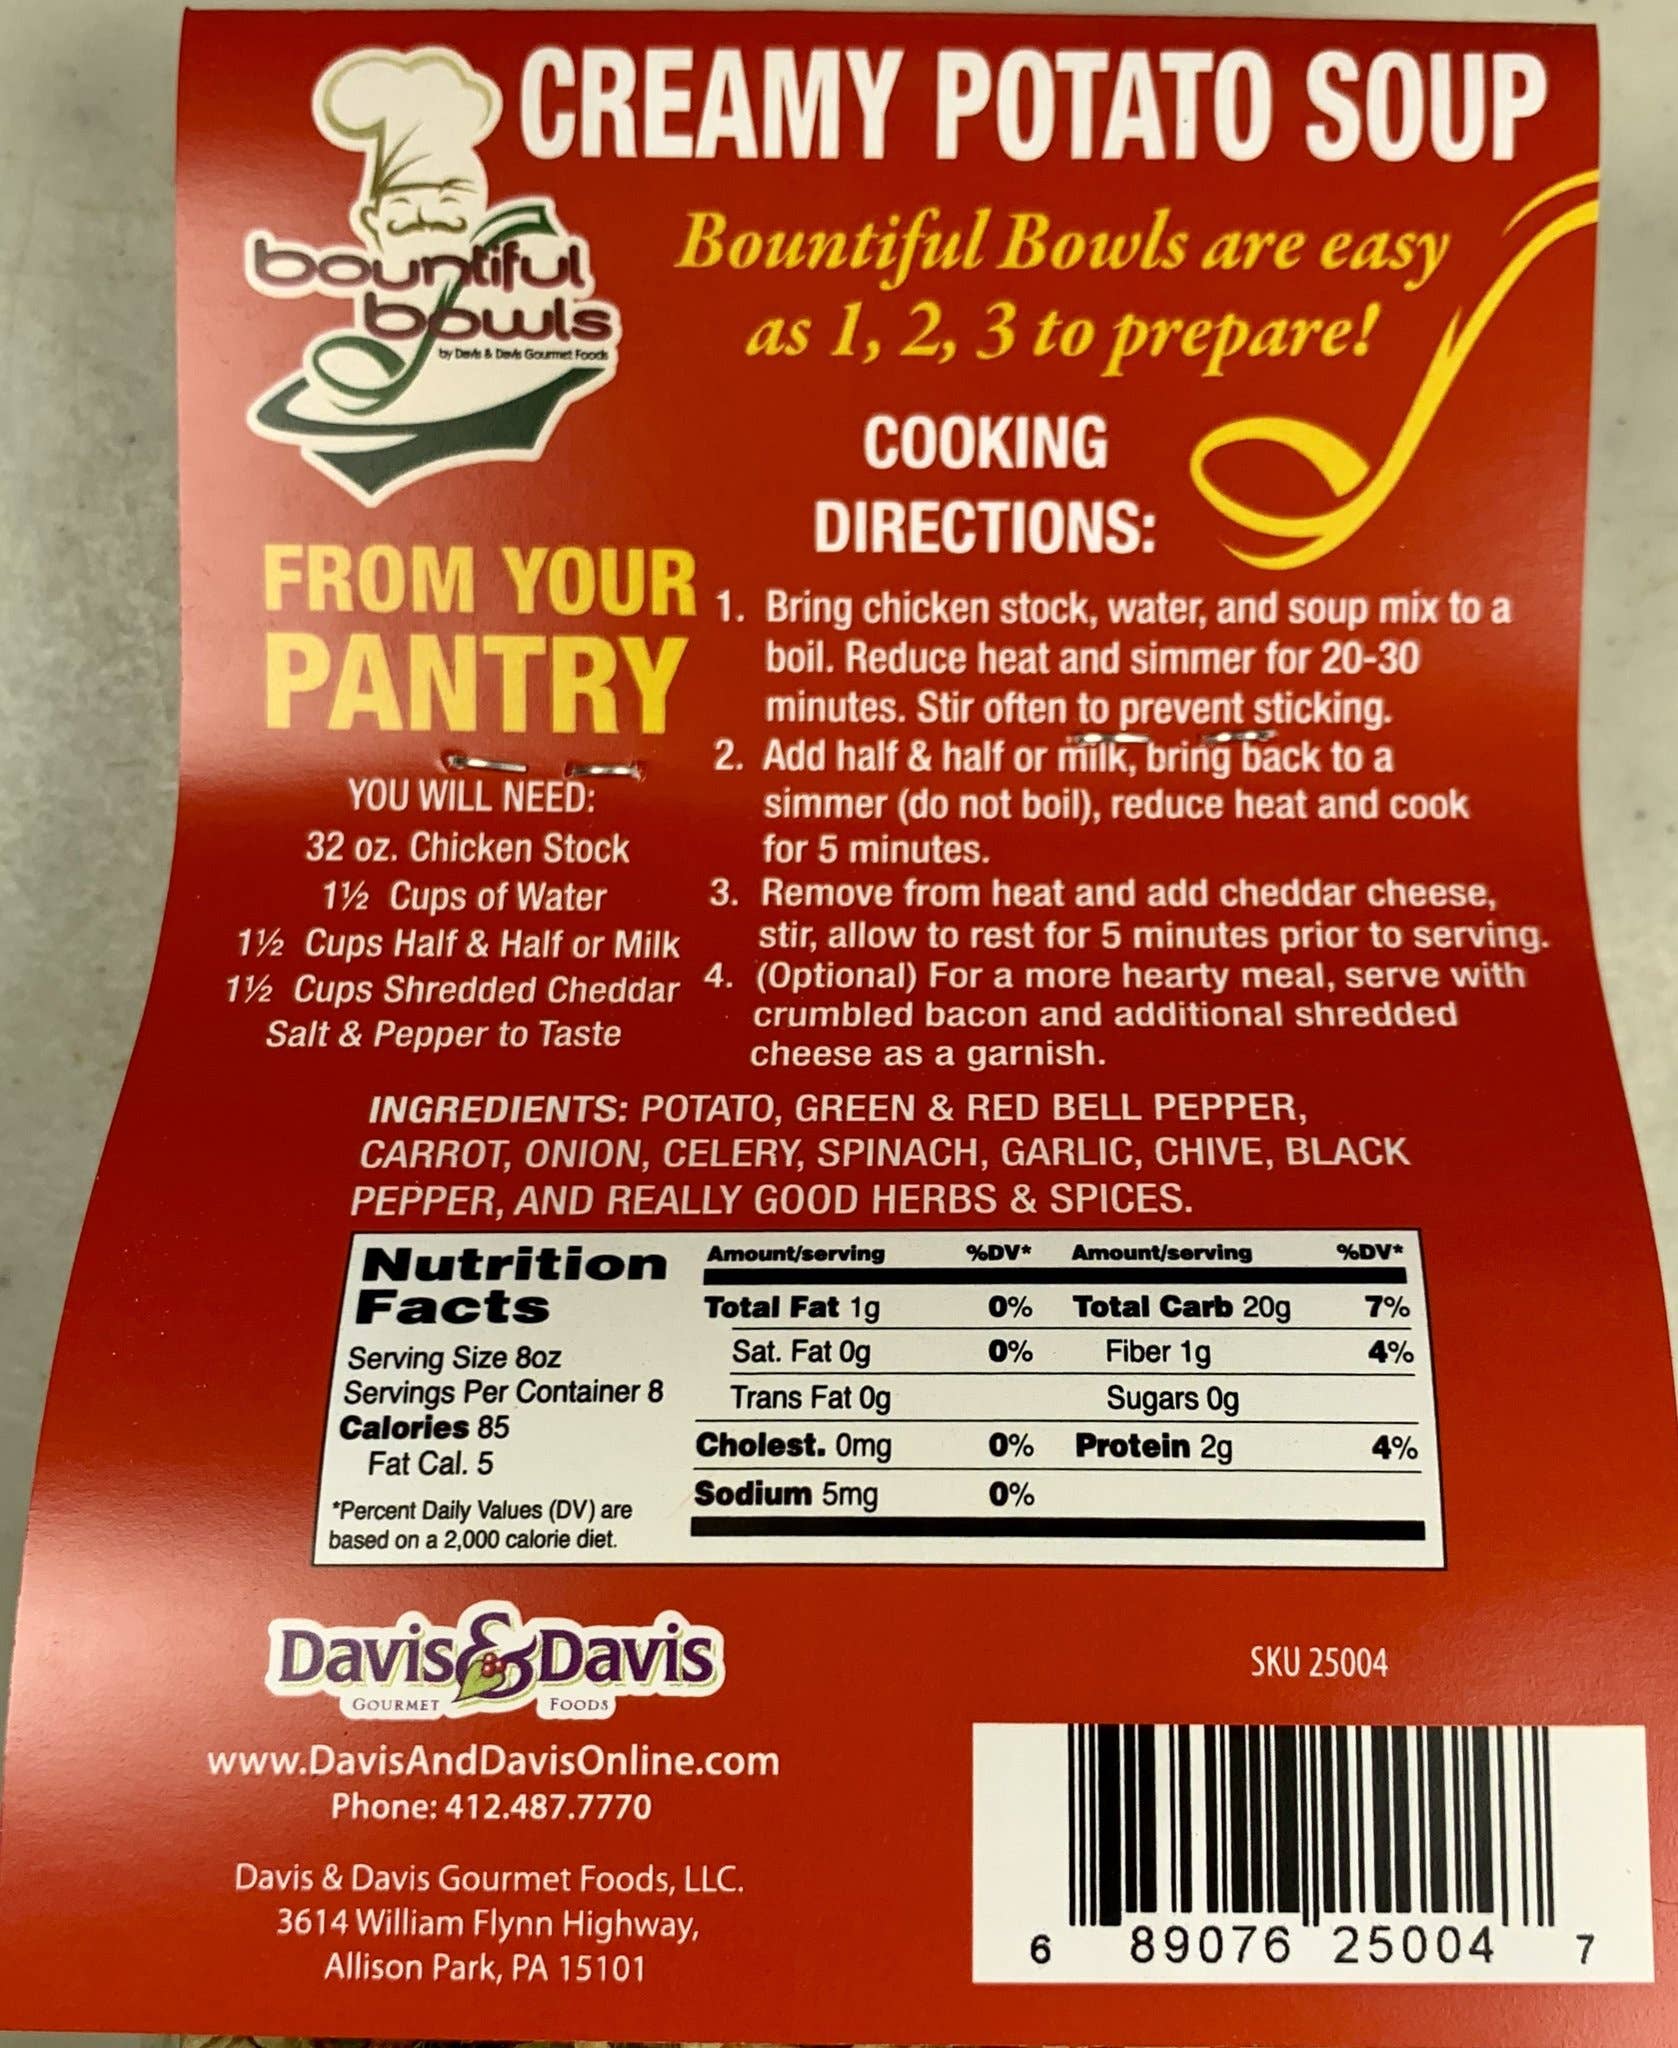 CREAMY POTATO SOUP
bountiful
bowls
by Davis & Davis Gourmet Foods
Bountiful Bowls are easy
as 1, 2, 3 to prepare!
FROM YOUR
PANTRY
YOU WILL NEED:
32 oz. Chicken Stock
1½ Cups of Water
1½ Cups Half & Half or Milk
1½ Cups Shredded Cheddar
Salt & Pepper to Taste
COOKING
DIRECTIONS:
1. Bring chicken stock, water, and soup mix to a
boil. Reduce heat and simmer for 20-30
minutes. Stir often to prevent sticking.
2. Add half & half or milk, bring back to a
simmer (do not boil), reduce heat and cook
for 5 minutes.
3. Remove from heat and add cheddar cheese,
stir, allow to rest for 5 minutes prior to serving.
4. (Optional) For a more hearty meal, serve with
crumbled bacon and additional shredded
cheese as a garnish.
INGREDIENTS: POTATO, GREEN & RED BELL PEPPER,
CARROT, ONION, CELERY, SPINACH, GARLIC, CHIVE, BLACK
PEPPER, AND REALLY GOOD HERBS & SPICES.
Nutrition
Facts
Serving Size 8oz
Servings Per Container 8
Calories 85
Fat Cal. 5
*Percent Daily Values (DV) are
based on a 2,000 calorie diet.
Amount/serving %DV* Amount/serving %DV*
Total Fat 1g 0% Total Carb 20g 7%
Sat. Fat 0g 0% Fiber 1g 4%
Trans Fat 0g Sugars 0g
Cholest. 0mg 0% Protein 2g 4%
Sodium 5mg 0%
Davis & Davis
GOURMET FOODS
www.DavisAndDavisOnline.com
Phone: 412.487.7770
Davis & Davis Gourmet Foods, LLC.
3614 William Flynn Highway,
Allison Park, PA 15101
SKU 25004
6 89076 25004 7